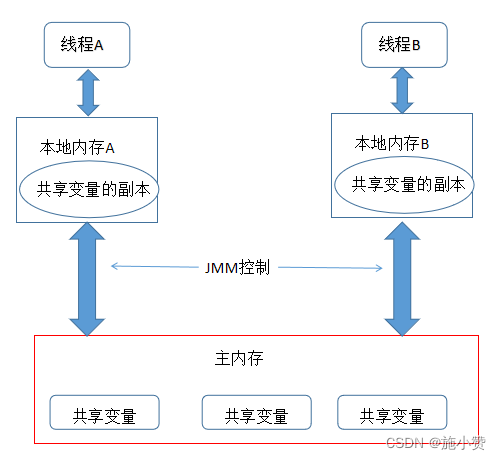 线程A
线程B
本地内存A
本地内存B
共享变量的副本
共享变量的副本
JMM控制
主内存
共享变量
共享变量
共享变量
CSDN @施小赞